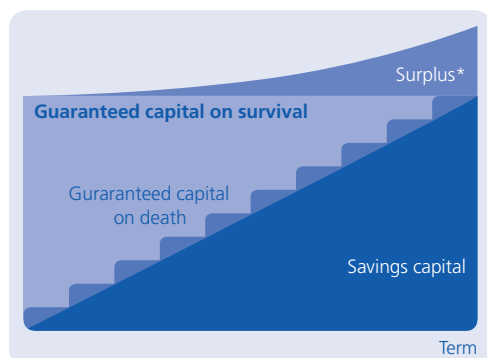 Surplus*
Guaranteed capital on survival
Guraranteed capital
on death
Savings capital
Term